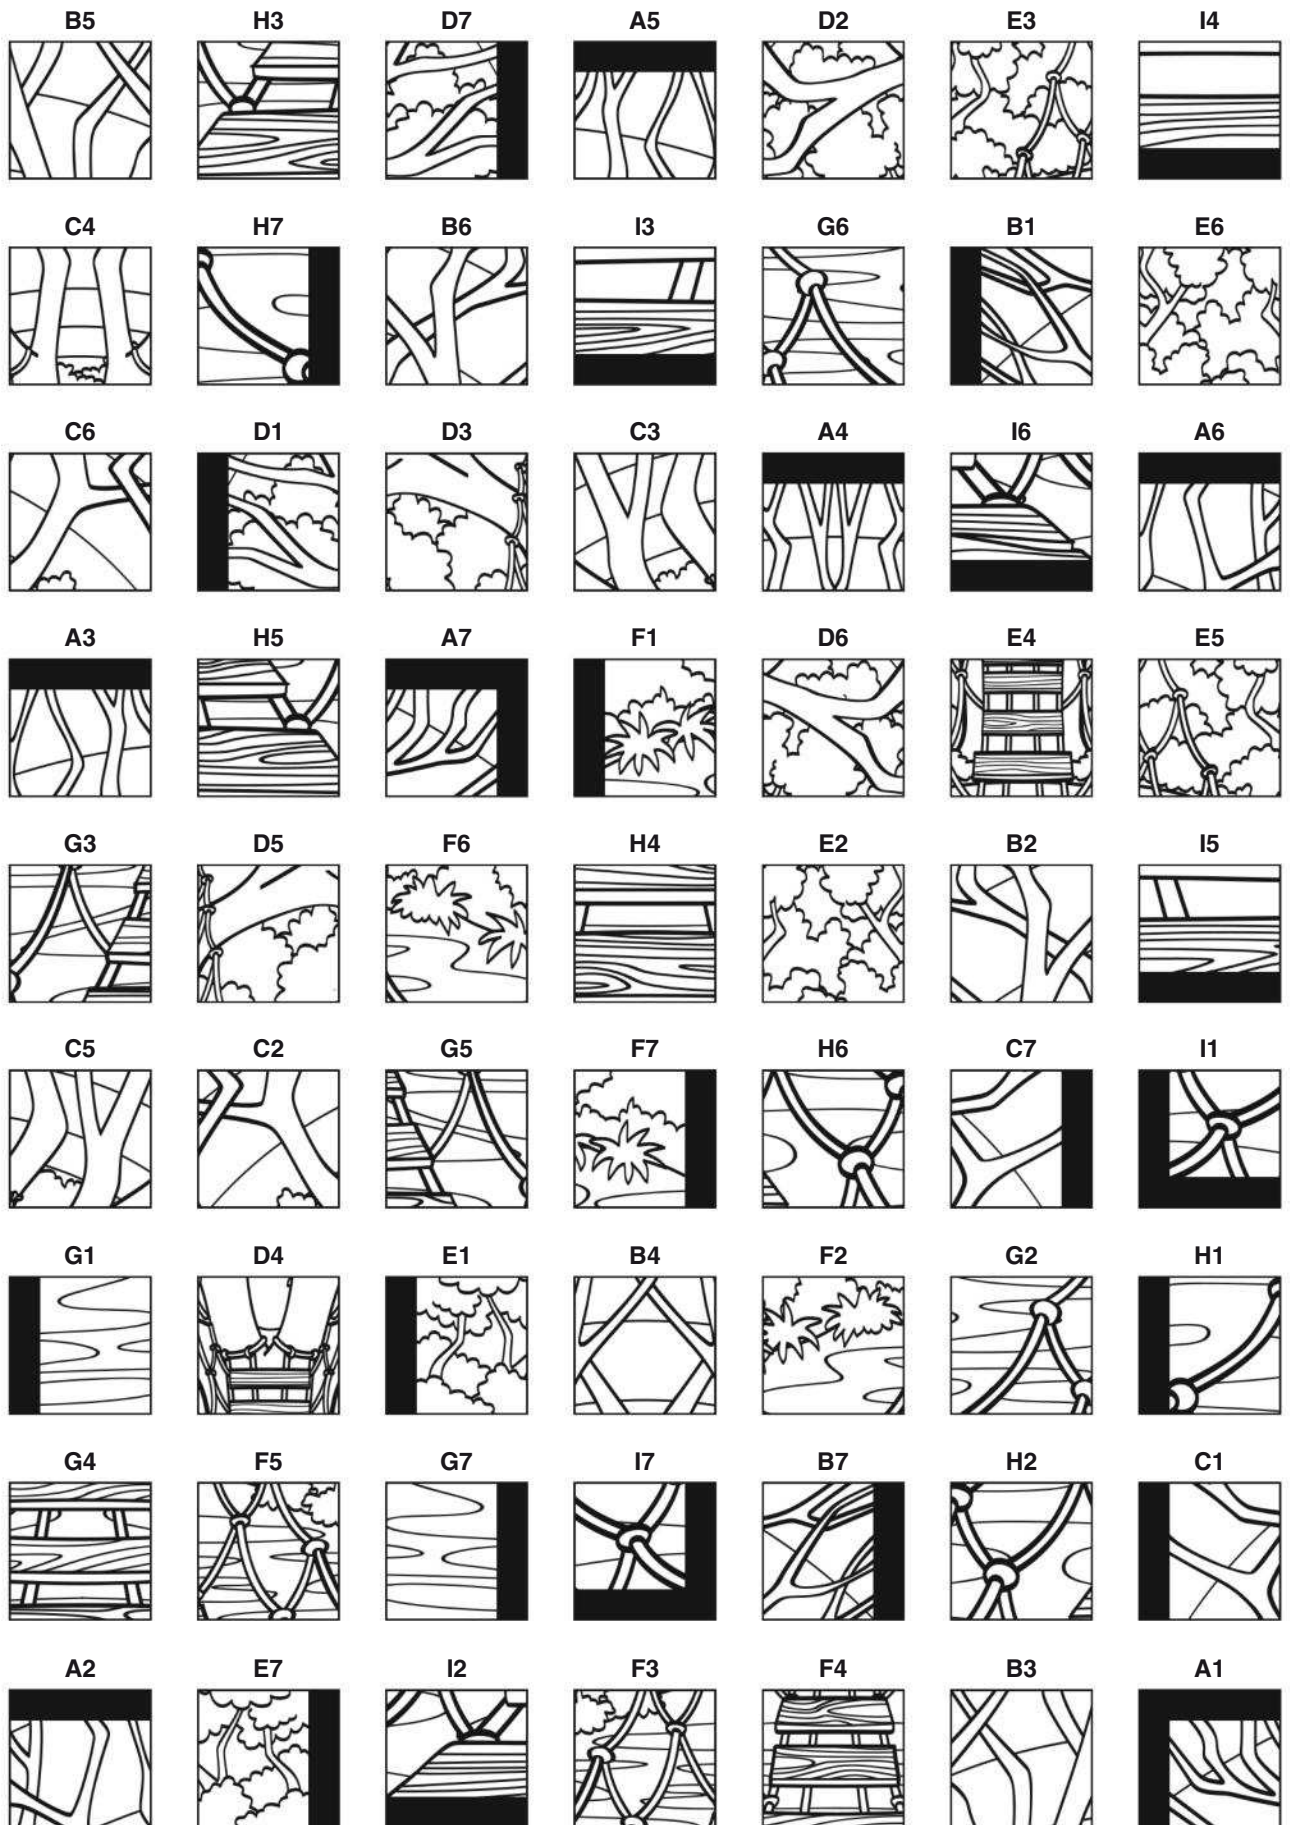 B5 H3 D7 A5 D2 E3 I4
C4 H7 B6 I3 G6 B1 E6
C6 D1 D3 C3 A4 I6 A6
A3 H5 A7 F1 D6 E4 E5
G3 D5 F6 H4 E2 B2 I5
C5 C2 G5 F7 H6 C7 I1
G1 D4 E1 B4 F2 G2 H1
G4 F5 G7 I7 B7 H2 C1
A2 E7 I2 F3 F4 B3 A1